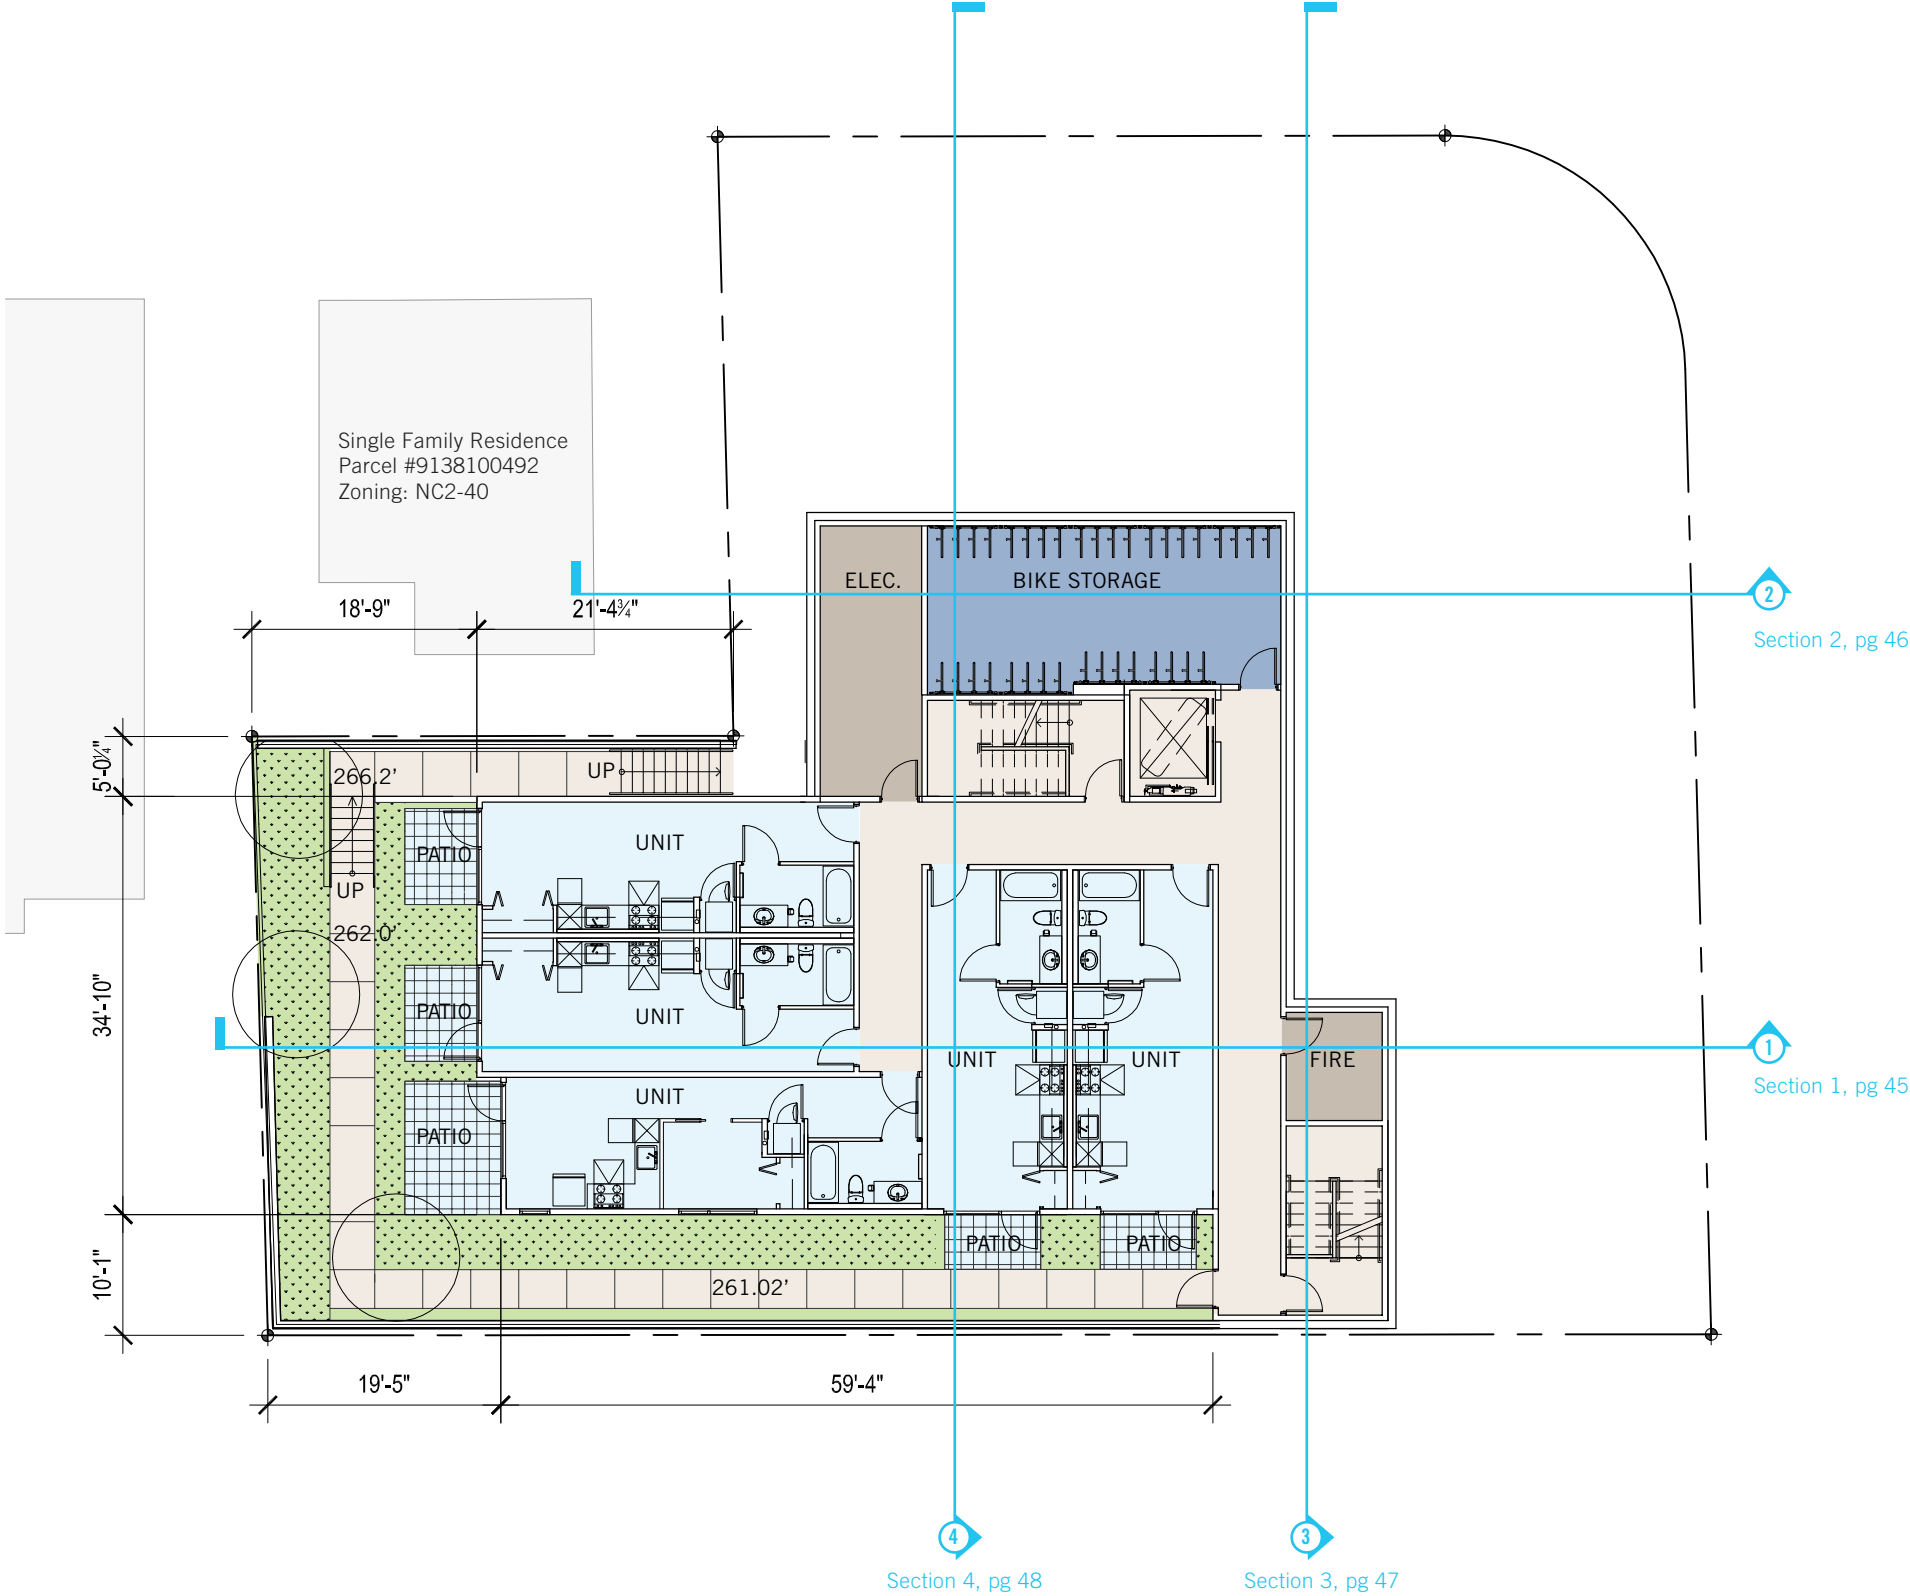 Single Family Residence
Parcel #9138100492
Zoning: NC2-40
ELEC.
BIKE STORAGE
2
Section 2, pg 46
18'-9"
21'-4¾"
5'-0¼"
266.2'
UP
UNIT
PATIO
UP
262.0'
34'-10"
PATIO
UNIT
UNIT
UNIT
FIRE
1
Section 1, pg 45
UNIT
PATIO
PATIO
PATIO
10'-1"
261.02'
19'-5"
59'-4"
4
3
Section 4, pg 48
Section 3, pg 47